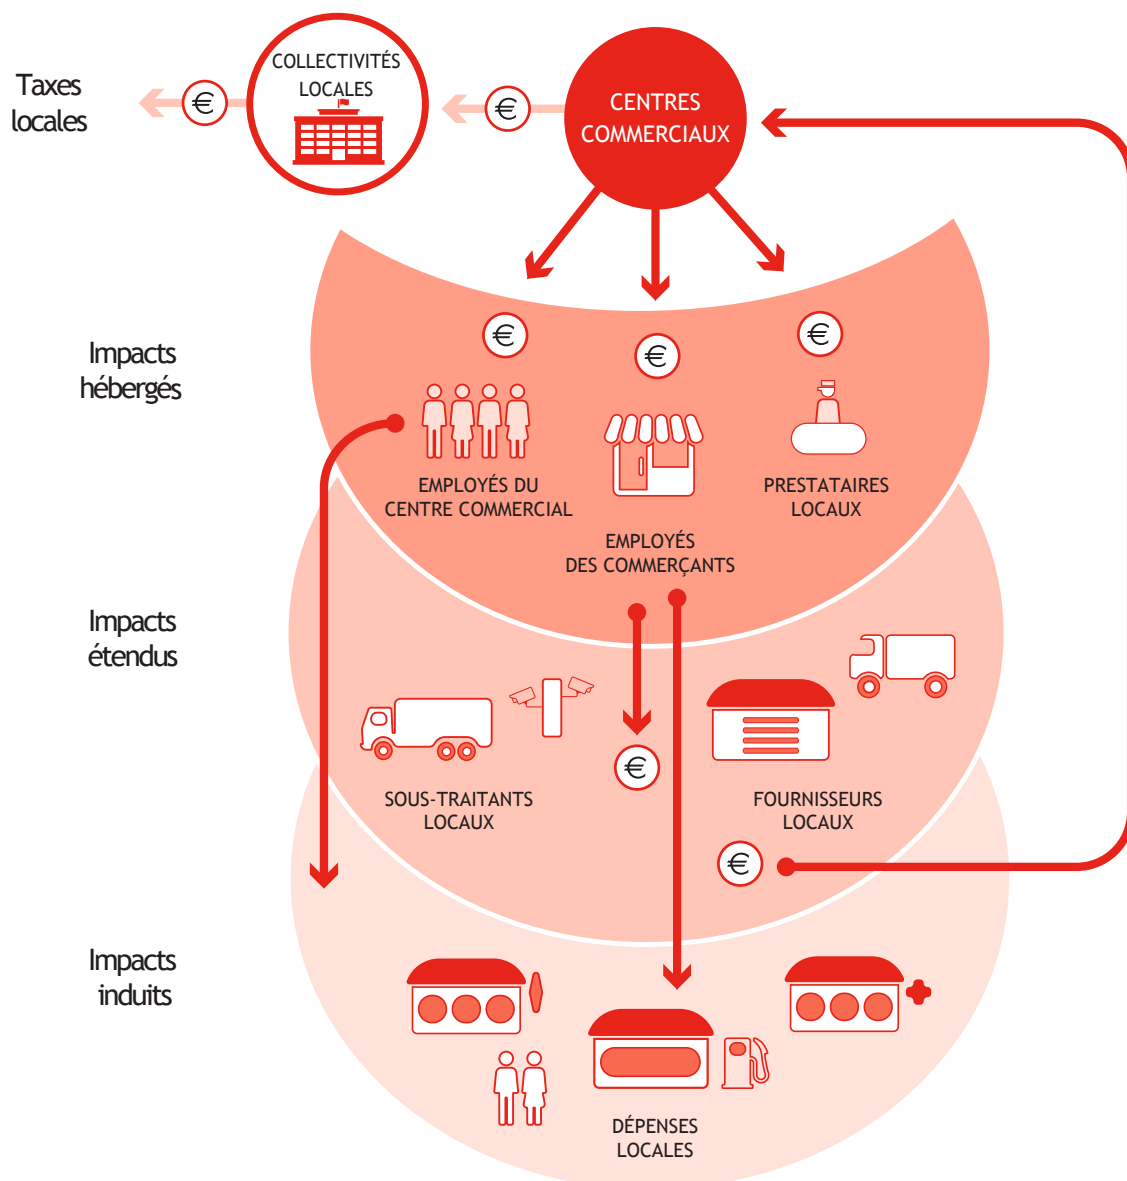 Taxes
locales
€
COLLECTIVITÉS
LOCALES
€
CENTRES
COMMERCIAUX
Impacts
hébergés
€
€
€
EMPLOYÉS DU
CENTRE COMMERCIAL
EMPLOYÉS
DES COMMERÇANTS
PRESTATAIRES
LOCAUX
Impacts
étendus
SOUS-TRAITANTS
LOCAUX
€
FOURNISSEURS
LOCAUX
€
Impacts
induits
DÉPENSES
LOCALES